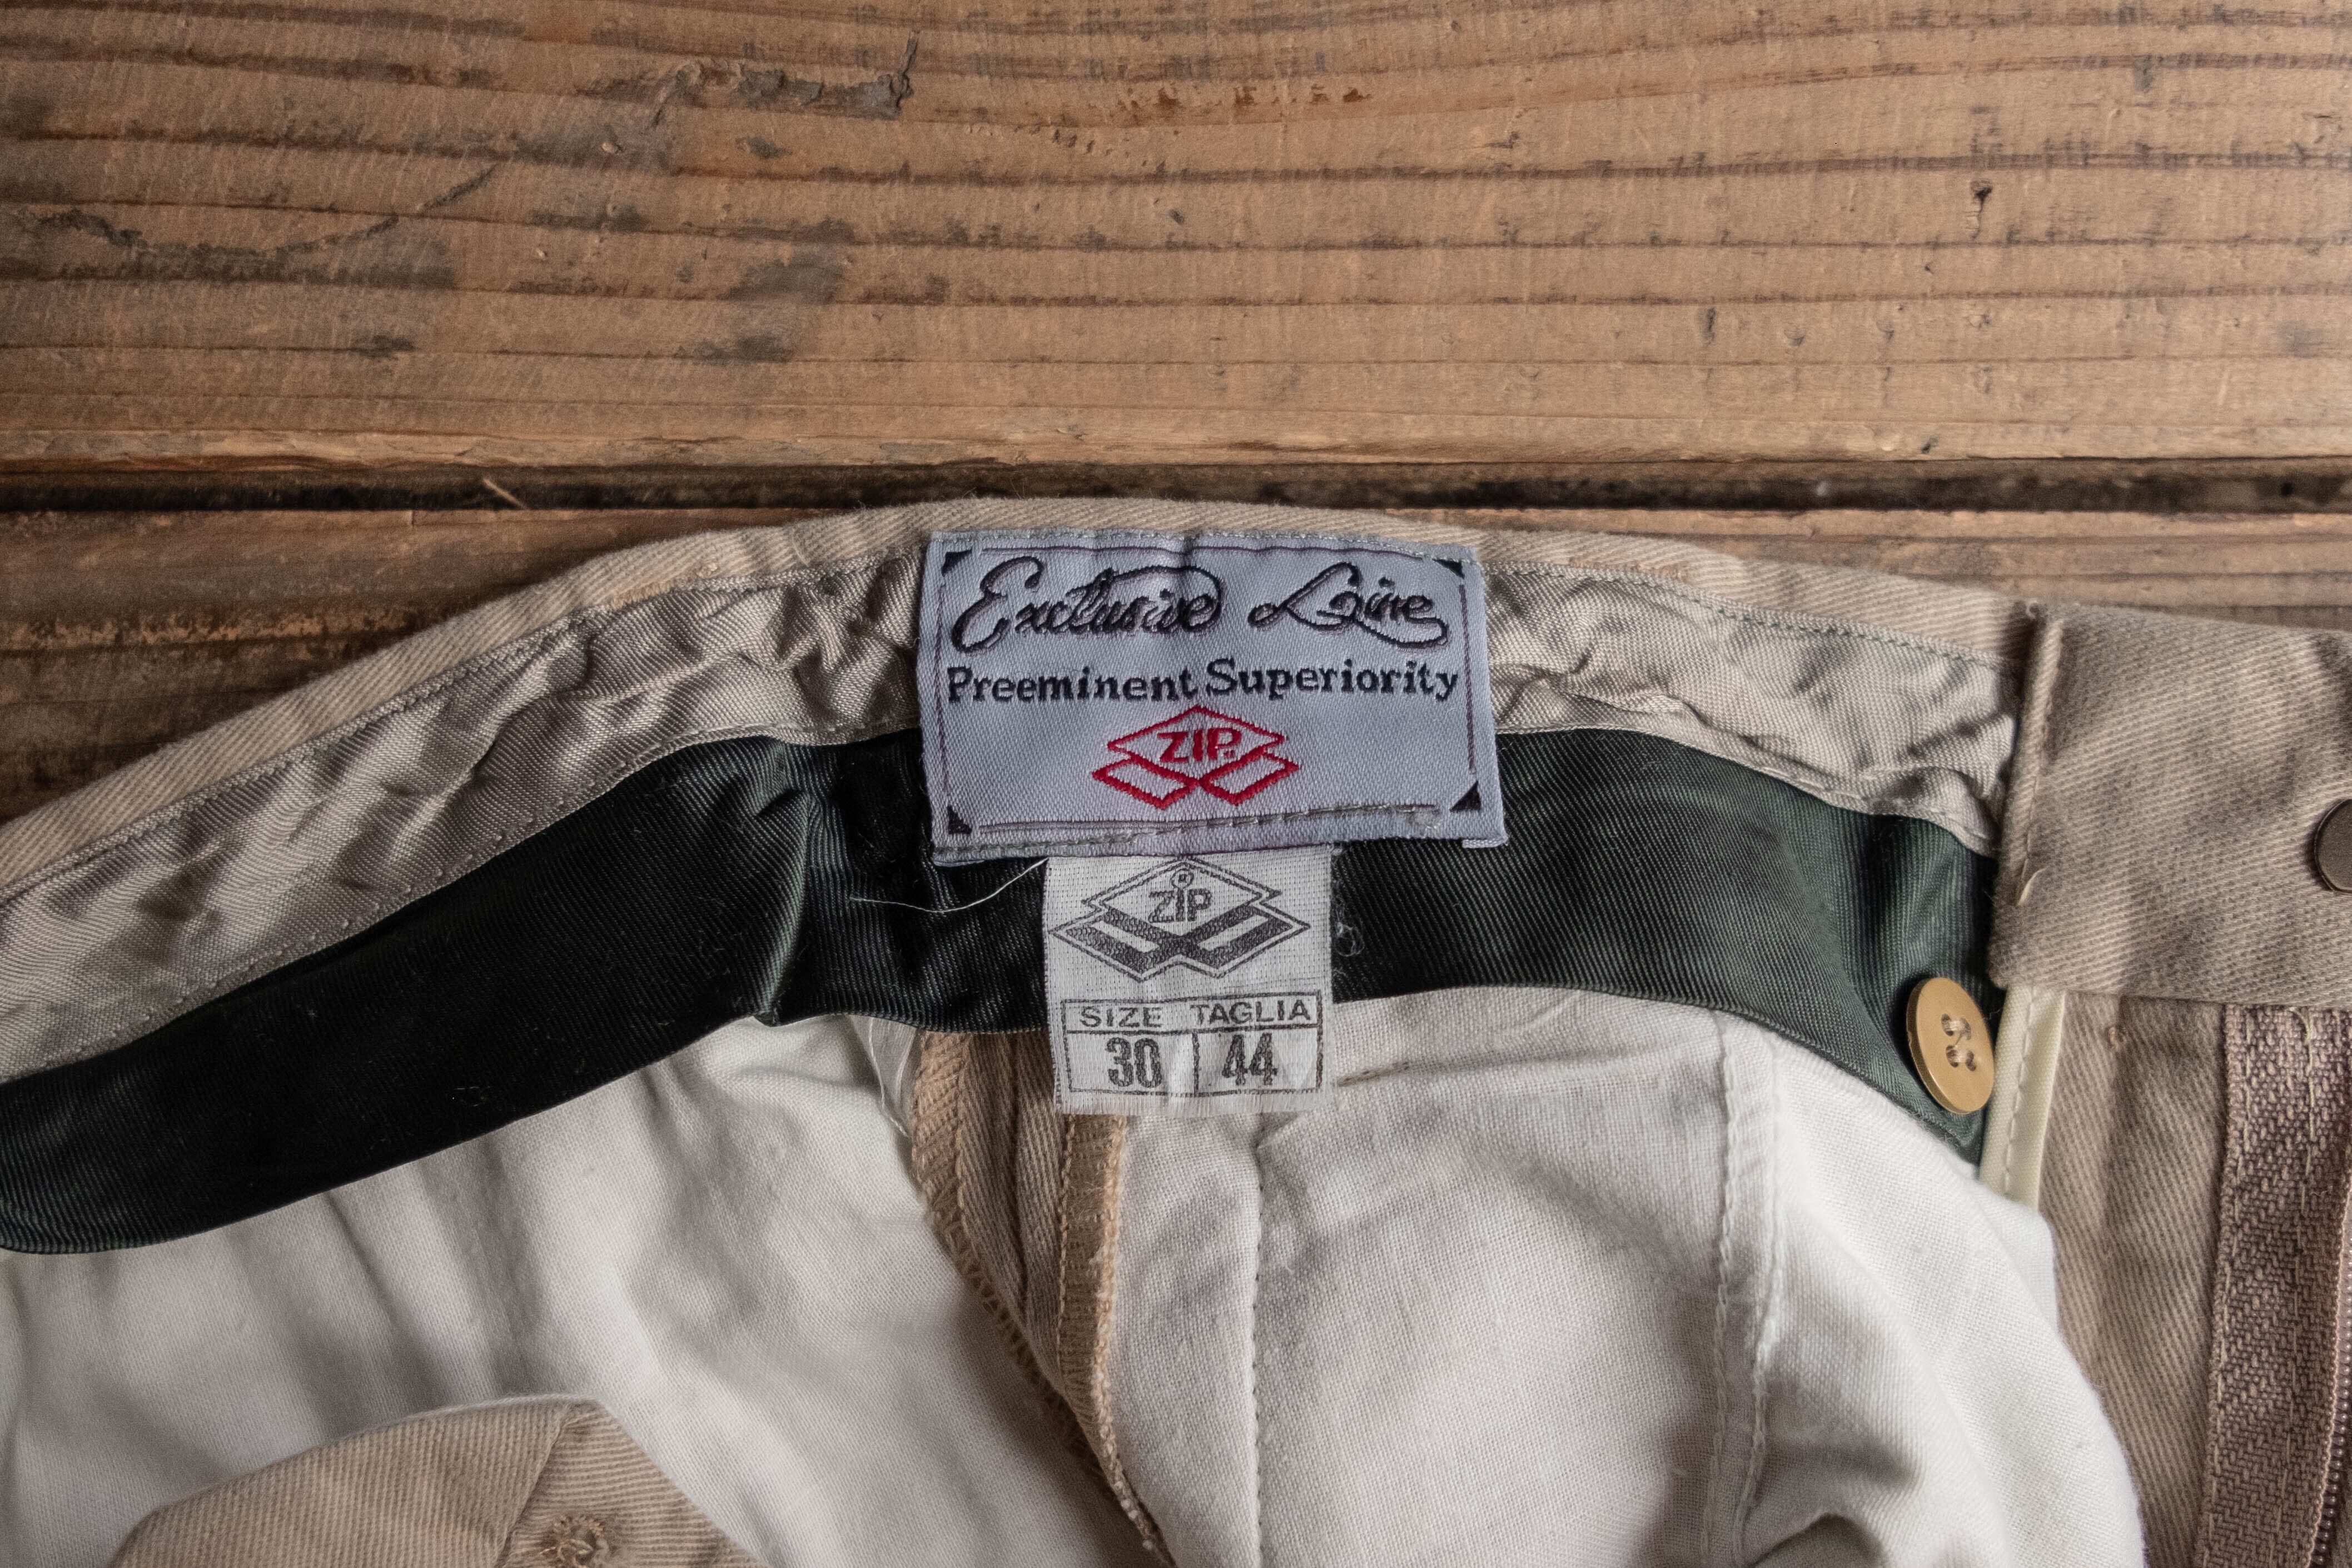 Exclusive Line
Preeminent Superiority
ZIP
ZIP ®
SIZE TAGLIA
30 44